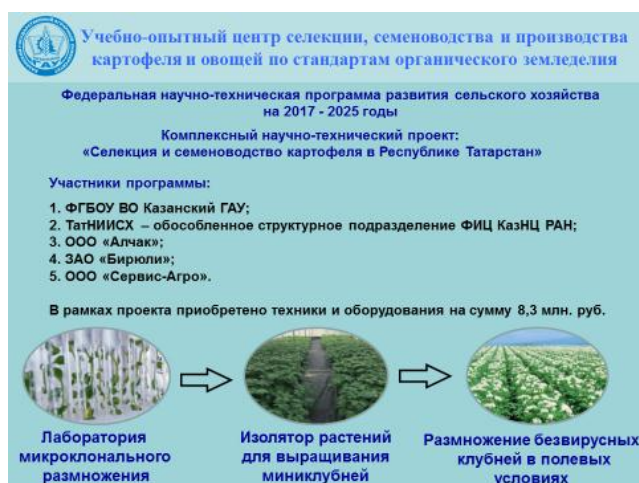 Учебно-опытный центр селекции, семеноводства и производства
картофеля и овощей по стандартам органического земледелия
Федеральная научно-техническая программа развития сельского хозяйства
на 2017 - 2025 годы
Комплексный научно-технический проект:
«Селекция и семеноводство картофеля в Республике Татарстан»
Участники программы:
1. ФГБОУ ВО Казанский ГАУ;
2. ТатНИИСХ – обособленное структурное подразделение ФИЦ КазНЦ РАН;
3. ООО «Алчак»;
4. ЗАО «Бирюли»;
5. ООО «Сервис-Агро».
В рамках проекта приобретено техники и оборудования на сумму 8,3 млн. руб.
Лаборатория
микроклонального
размножения
Изолятор растений
для выращивания
миниклубней
Размножение безвирусных
клубней в полевых
условиях